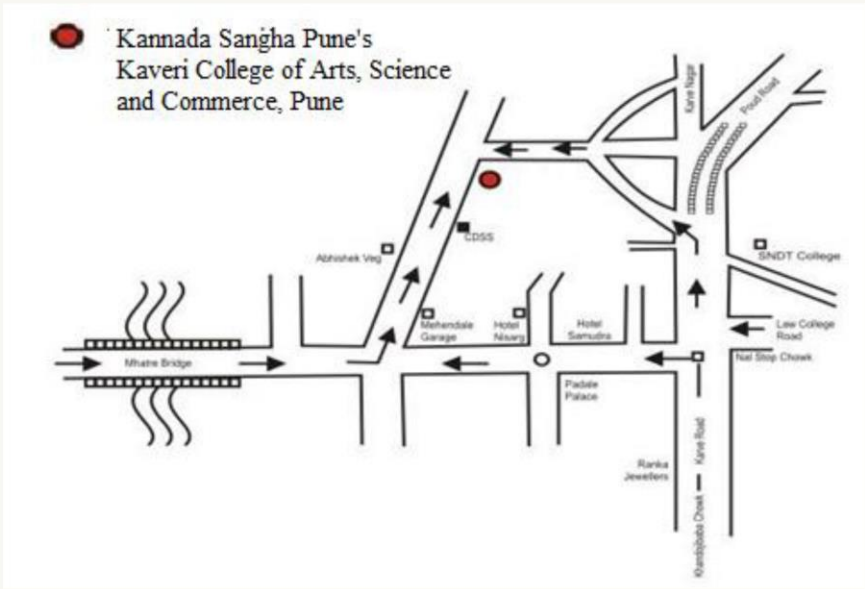 Kannada Sangha Pune's
Kaveri College of Arts, Science
and Commerce, Pune
Karve Nagar
Poud Road
CDSS
Abhishek Veg
SNDT College
Mehendale
Garage
Hotel
Nisarg
Hotel
Samudra
Law College
Road
Nal Stop Chowk
Mhatre Bridge
Padale
Palace
Karve Road
Ranka
Jewellers
Khandojibaba Chowk